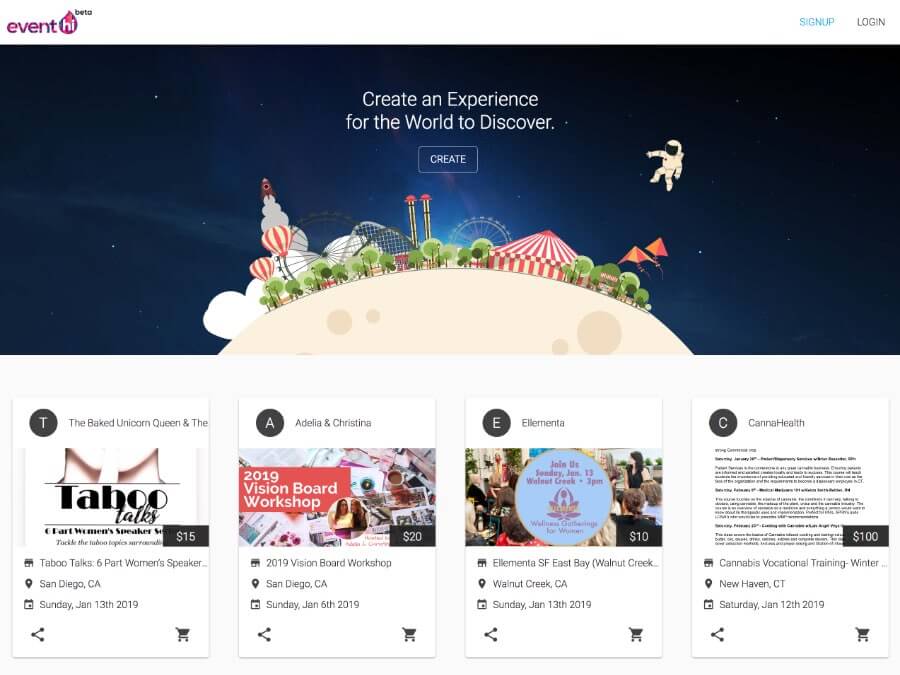 event hi beta
SIGNUP LOGIN
Create an Experience
for the World to Discover.
CREATE
T The Baked Unicorn Queen & The
Taboo
talks
6 Part Women's Speaker Se
Tackle the taboo topics surroundi
$15
Taboo Talks: 6 Part Women's Speaker...
San Diego, CA
Sunday, Jan 13th 2019
A Adelia & Christina
2019
Vision Board
Workshop
Hosted by
Adelia &
$20
2019 Vision Board Workshop
San Diego, CA
Sunday, Jan 6th 2019
E Ellementa
Join Us
Sunday, Jan. 13
Walnut Creek • 3pm
Wellness Gatherings
for Women
$10
Ellementa SF East Bay (Walnut Creek...
Walnut Creek, CA
Sunday, Jan 13th 2019
C CannaHealth
$100
Cannabis Vocational Training- Winter ...
New Haven, CT
Saturday, Jan 12th 2019